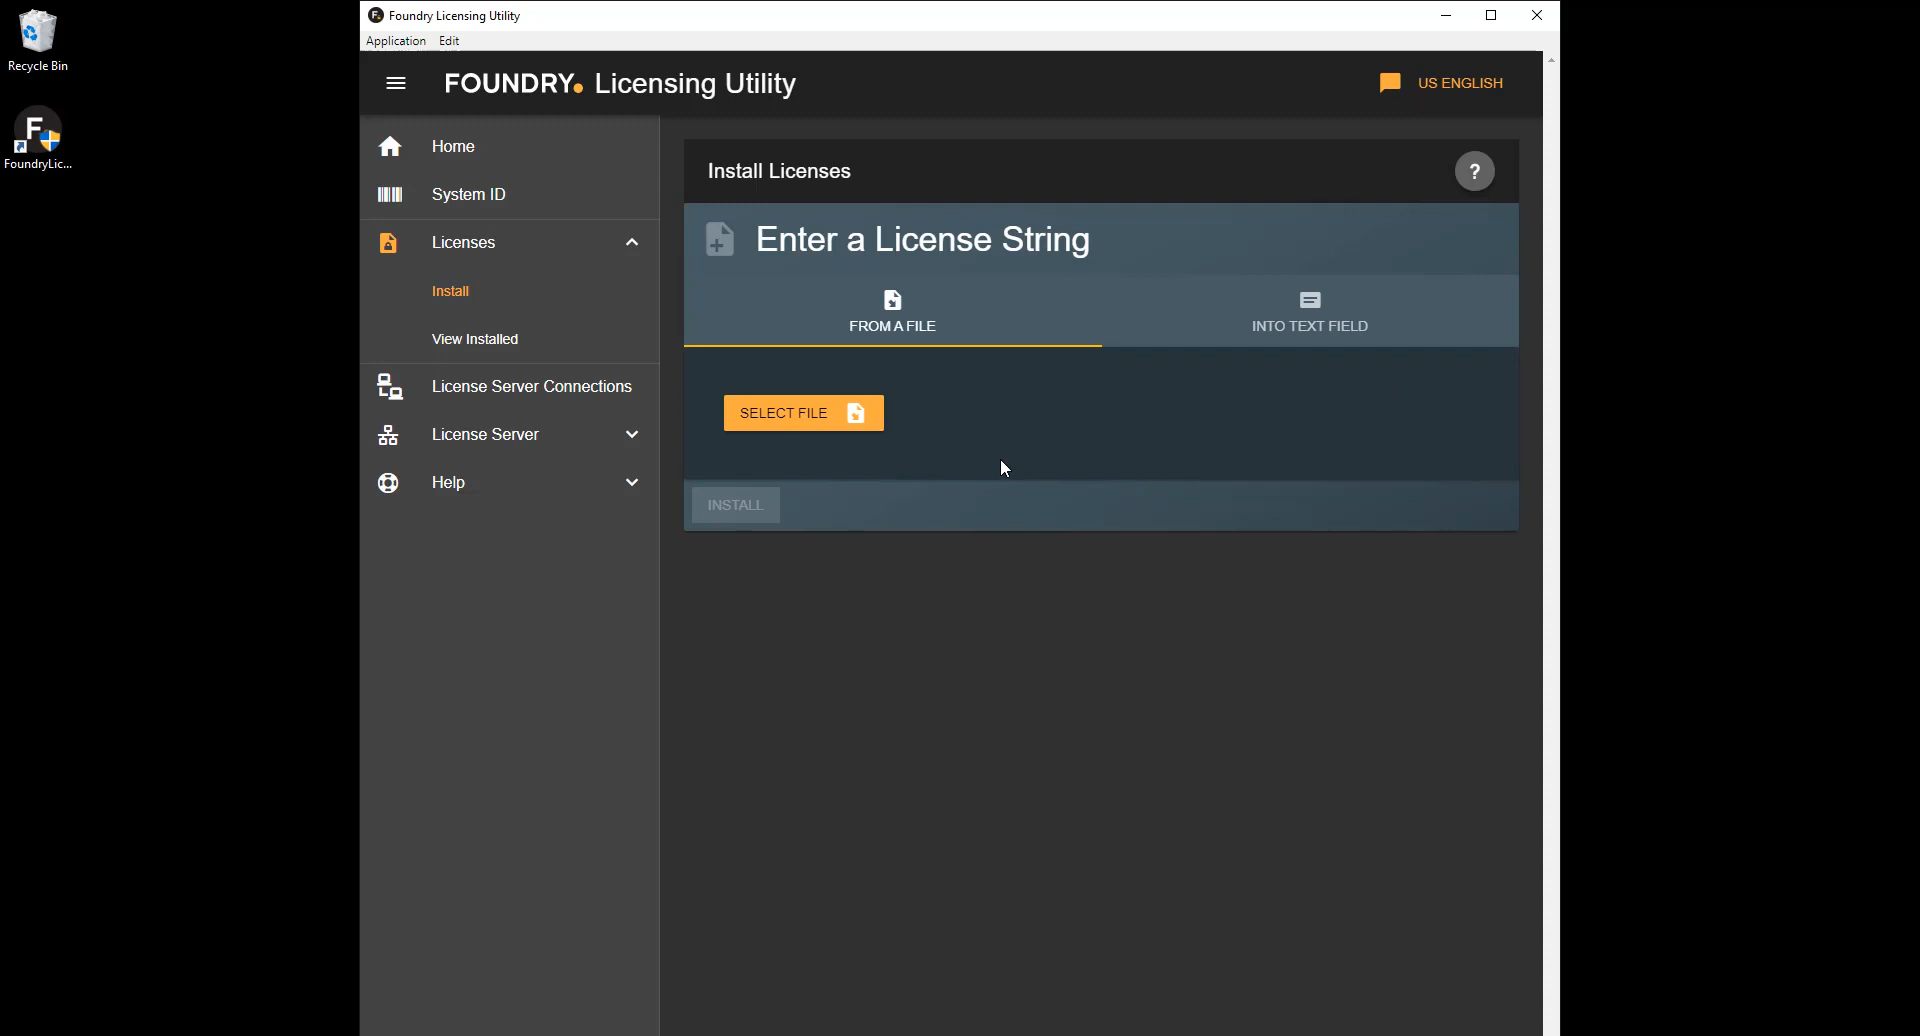 Recycle Bin
FoundryLic...
Foundry Licensing Utility
Application Edit
FOUNDRY. Licensing Utility
US ENGLISH
Home
System ID
Licenses
Install
View Installed
License Server Connections
License Server
Help
Install Licenses
?
Enter a License String
FROM A FILE
INTO TEXT FIELD
SELECT FILE
INSTALL